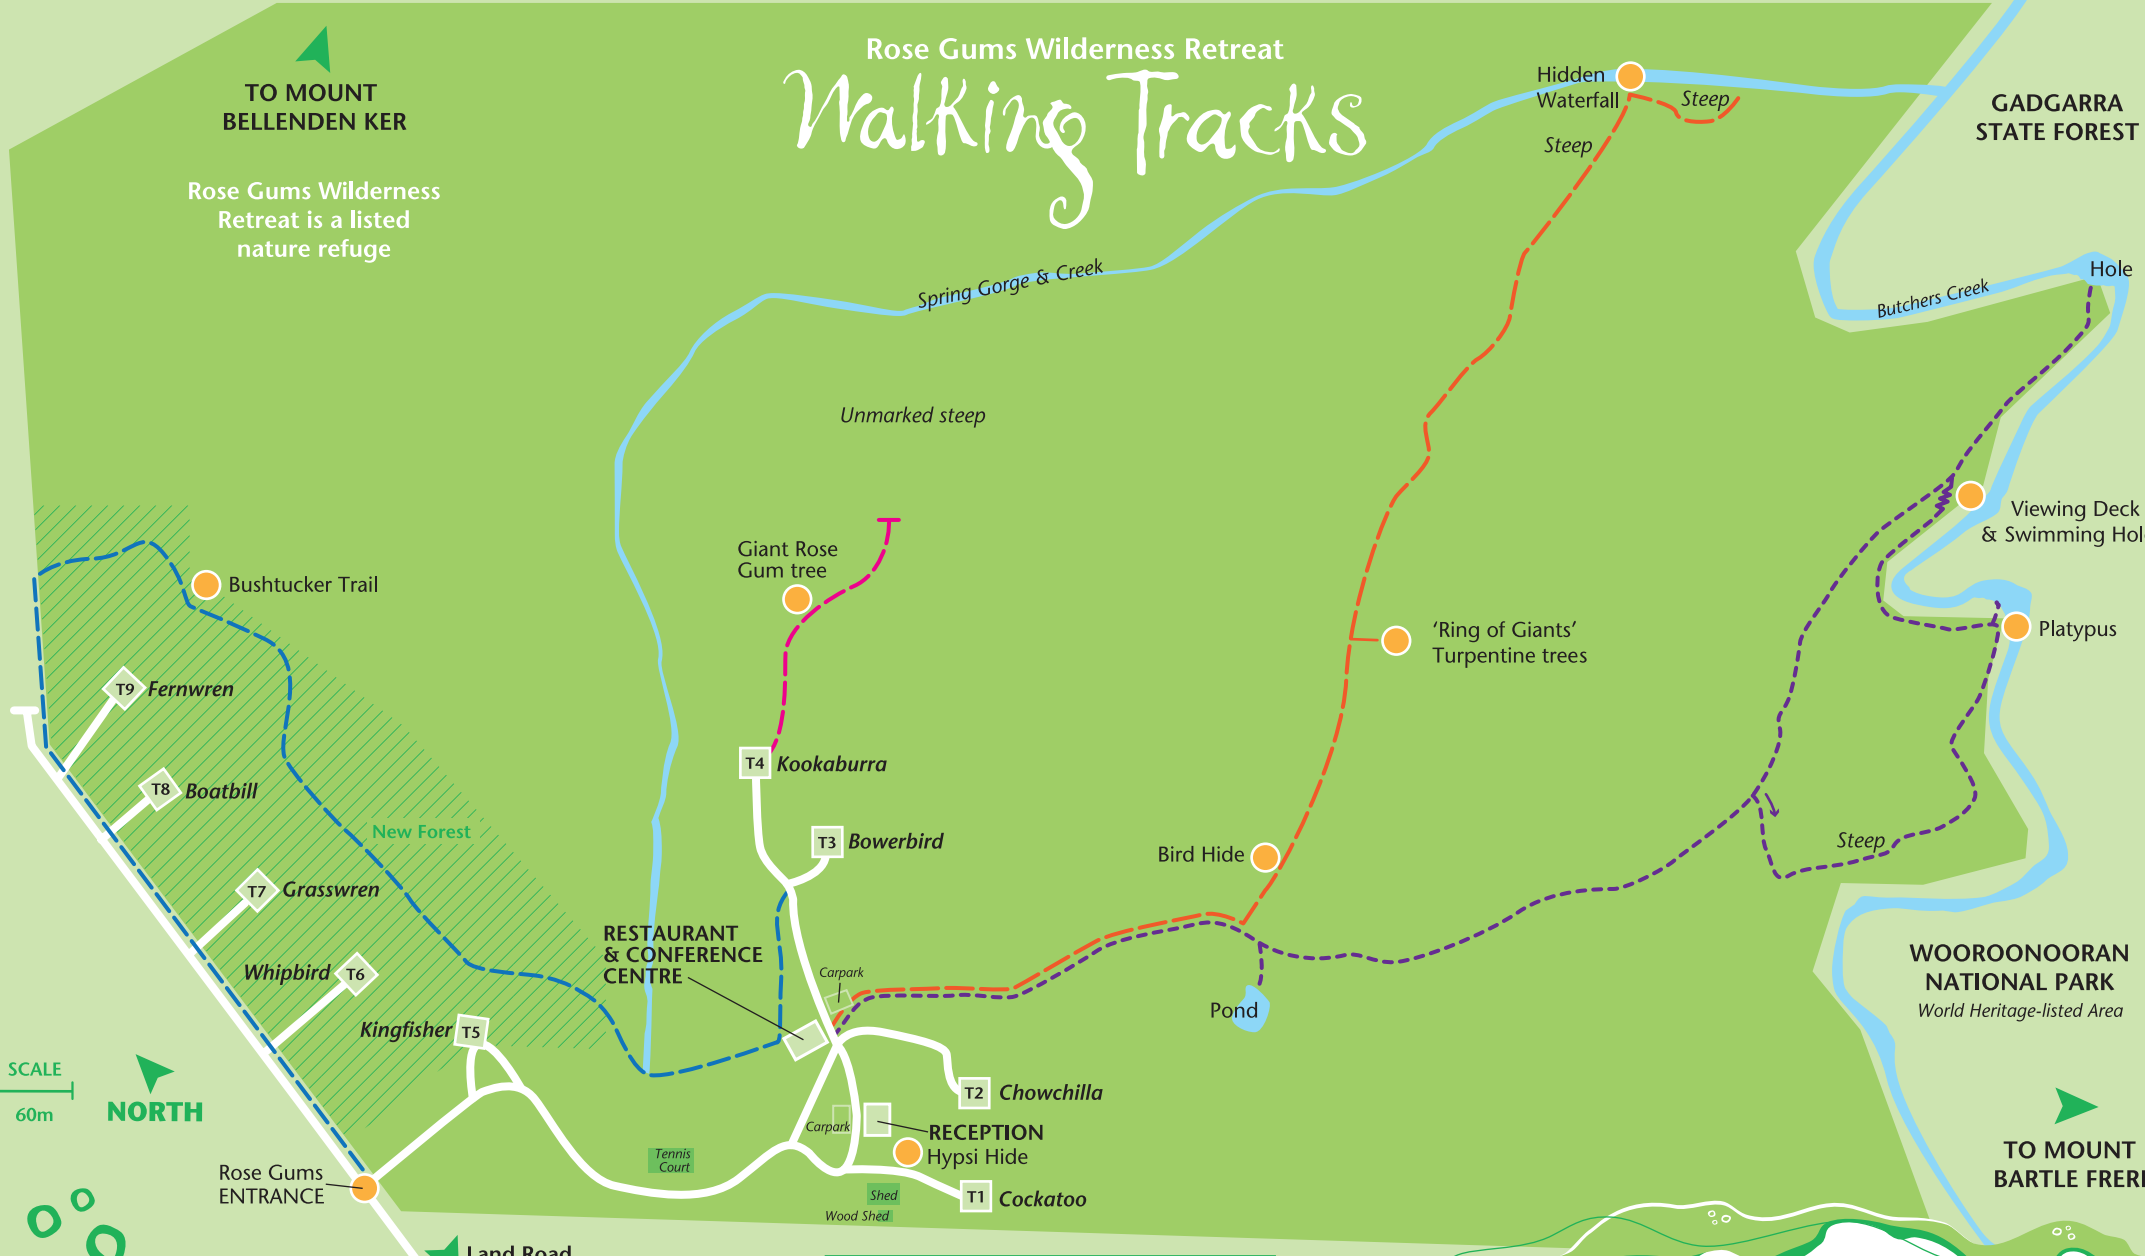 Rose Gums Wilderness Retreat
Walking Tracks
TO MOUNT
BELLENDEN KER
Rose Gums Wilderness
Retreat is a listed
nature refuge
Hidden
Waterfall
Steep
Steep
GADGARRA
STATE FOREST
Spring Gorge & Creek
Butchers Creek
Hole
Unmarked steep
Giant Rose
Gum tree
Viewing Deck
& Swimming Hol
Bushtucker Trail
'Ring of Giants'
Turpentine trees
Platypus
T9 Fernwren
T8 Boatbill
T4 Kookaburra
New Forest
T3 Bowerbird
Bird Hide
Steep
T7 Grasswren
RESTAURANT
& CONFERENCE
CENTRE
Whipbird T6
Carpark
WOOROONOORAN
NATIONAL PARK
World Heritage-listed Area
Pond
Kingfisher T5
SCALE
60m
NORTH
T2 Chowchilla
Carpark
RECEPTION
Hypsi Hide
Tennis
Court
TO MOUNT
BARTLE FRERE
Rose Gums
ENTRANCE
Shed
T1 Cockatoo
Wood Shed
Land Road